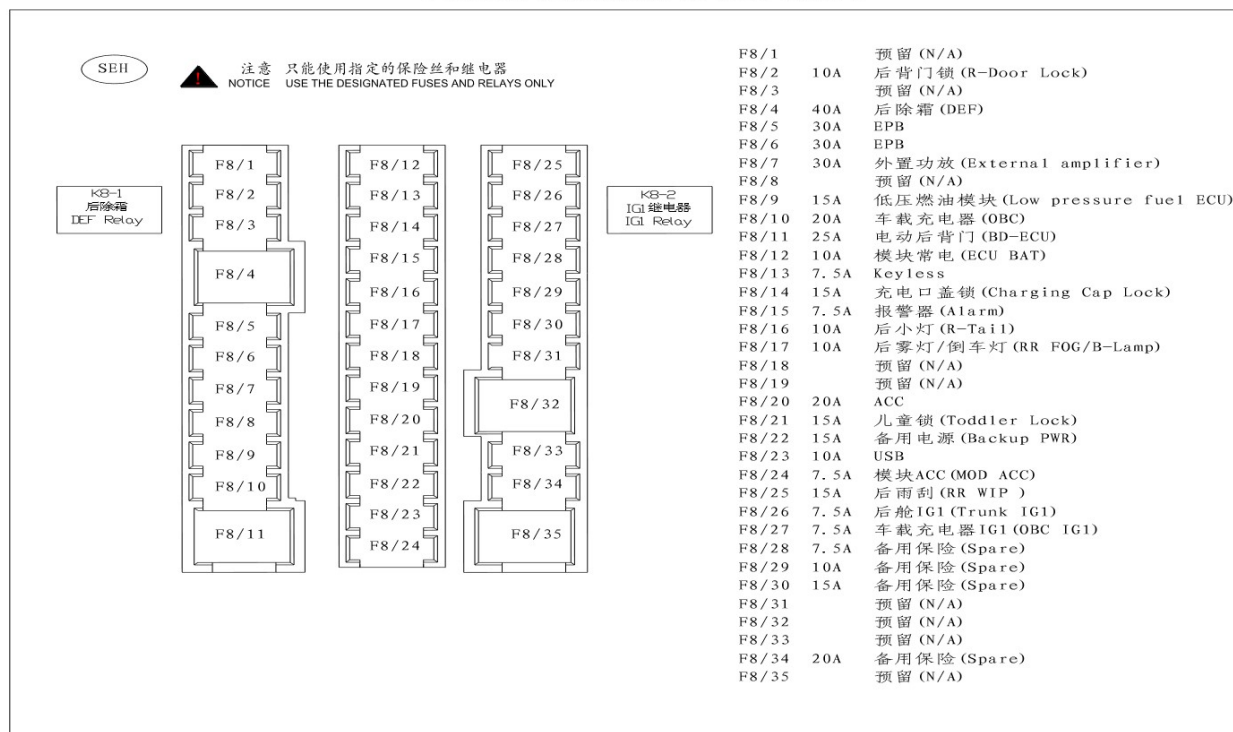 SEH
注意 只能使用指定的保险丝和继电器
NOTICE USE THE DESIGNATED FUSES AND RELAYS ONLY
K8-1
后除霜
DEF Relay
F8/1
F8/2
F8/3
F8/4
F8/5
F8/6
F8/7
F8/8
F8/9
F8/10
F8/11
F8/12
F8/13
F8/14
F8/15
F8/16
F8/17
F8/18
F8/19
F8/20
F8/21
F8/22
F8/23
F8/24
F8/25
F8/26
F8/27
F8/28
F8/29
F8/30
F8/31
F8/32
F8/33
F8/34
F8/35
K8-2
IG1继电器
IG1 Relay
F8/1 预留(N/A)
F8/2 10A 后背门锁(R-Door Lock)
F8/3 预留(N/A)
F8/4 40A 后除霜(DEF)
F8/5 30A EPB
F8/6 30A EPB
F8/7 30A 外置功放(External amplifier)
F8/8 预留(N/A)
F8/9 15A 低压燃油模块(Low pressure fuel ECU)
F8/10 20A 车载充电器(OBC)
F8/11 25A 电动后背门(BD-ECU)
F8/12 10A 模块常电(ECU BAT)
F8/13 7.5A Keyless
F8/14 15A 充电口盖锁(Charging Cap Lock)
F8/15 7.5A 报警器(Alarm)
F8/16 10A 后小灯(R-Tail)
F8/17 10A 后雾灯/倒车灯(RR FOG/B-Lamp)
F8/18 预留(N/A)
F8/19 预留(N/A)
F8/20 20A ACC
F8/21 15A 儿童锁(Toddler Lock)
F8/22 15A 备用电源(Backup PWR)
F8/23 10A USB
F8/24 7.5A 模块ACC(MOD ACC)
F8/25 15A 后雨刮(RR WIP )
F8/26 7.5A 后舱IG1(Trunk IG1)
F8/27 7.5A 车载充电器IG1(OBC IG1)
F8/28 7.5A 备用保险(Spare)
F8/29 10A 备用保险(Spare)
F8/30 15A 备用保险(Spare)
F8/31 预留(N/A)
F8/32 预留(N/A)
F8/33 预留(N/A)
F8/34 20A 备用保险(Spare)
F8/35 预留(N/A)